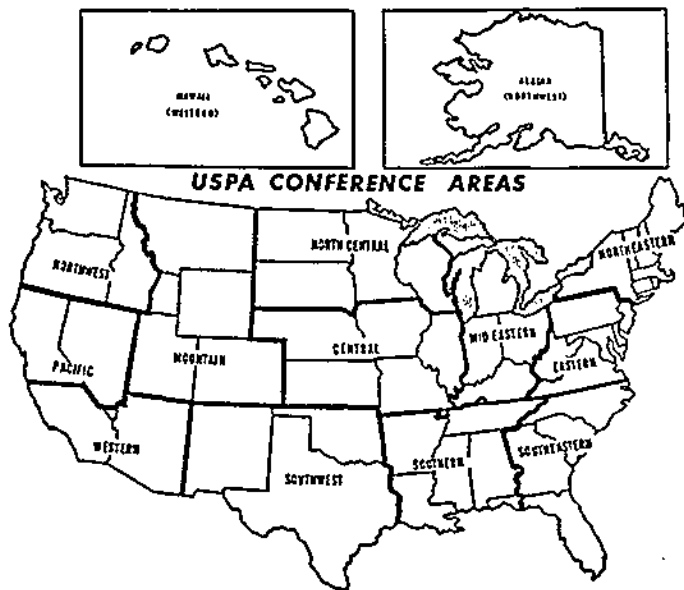 HAWAII
(WESTERN)
ALASKA
(NORTHWEST)
USPA CONFERENCE AREAS
NORTH CENTRAL
NORTHEASTERN
NORTHWEST
MID EASTERN
CENTRAL
MOUNTAIN
EASTERN
PACIFIC
WESTERN
SOUTHERN
SOUTHEASTERN
SOUTHWEST